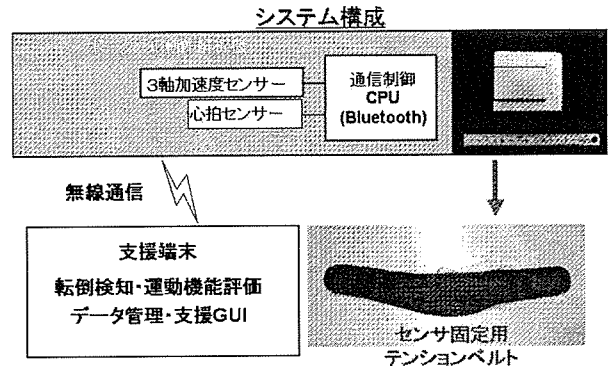 システム構成
3軸加速度センサー
心拍センサー
通信制御
CPU
(Bluetooth)
無線通信
支援端末
転倒検知・運動機能評価
データ管理・支援GUI
センサ固定用
テンションベルト